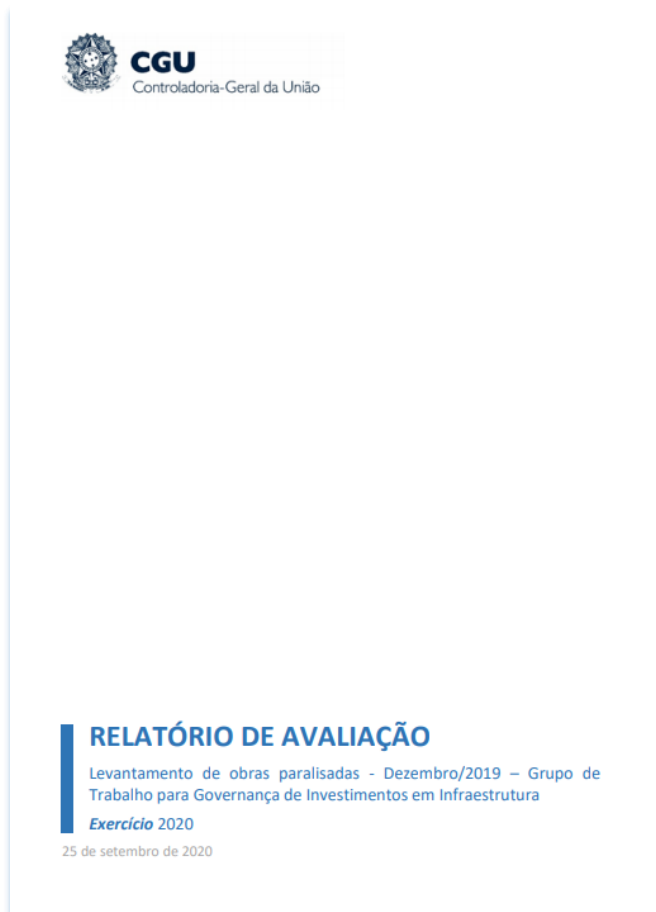 CGU
Controladoria-Geral da União
RELATÓRIO DE AVALIAÇÃO
Levantamento de obras paralisadas - Dezembro/2019 – Grupo de
Trabalho para Governança de Investimentos em Infraestrutura
Exercício 2020
25 de setembro de 2020